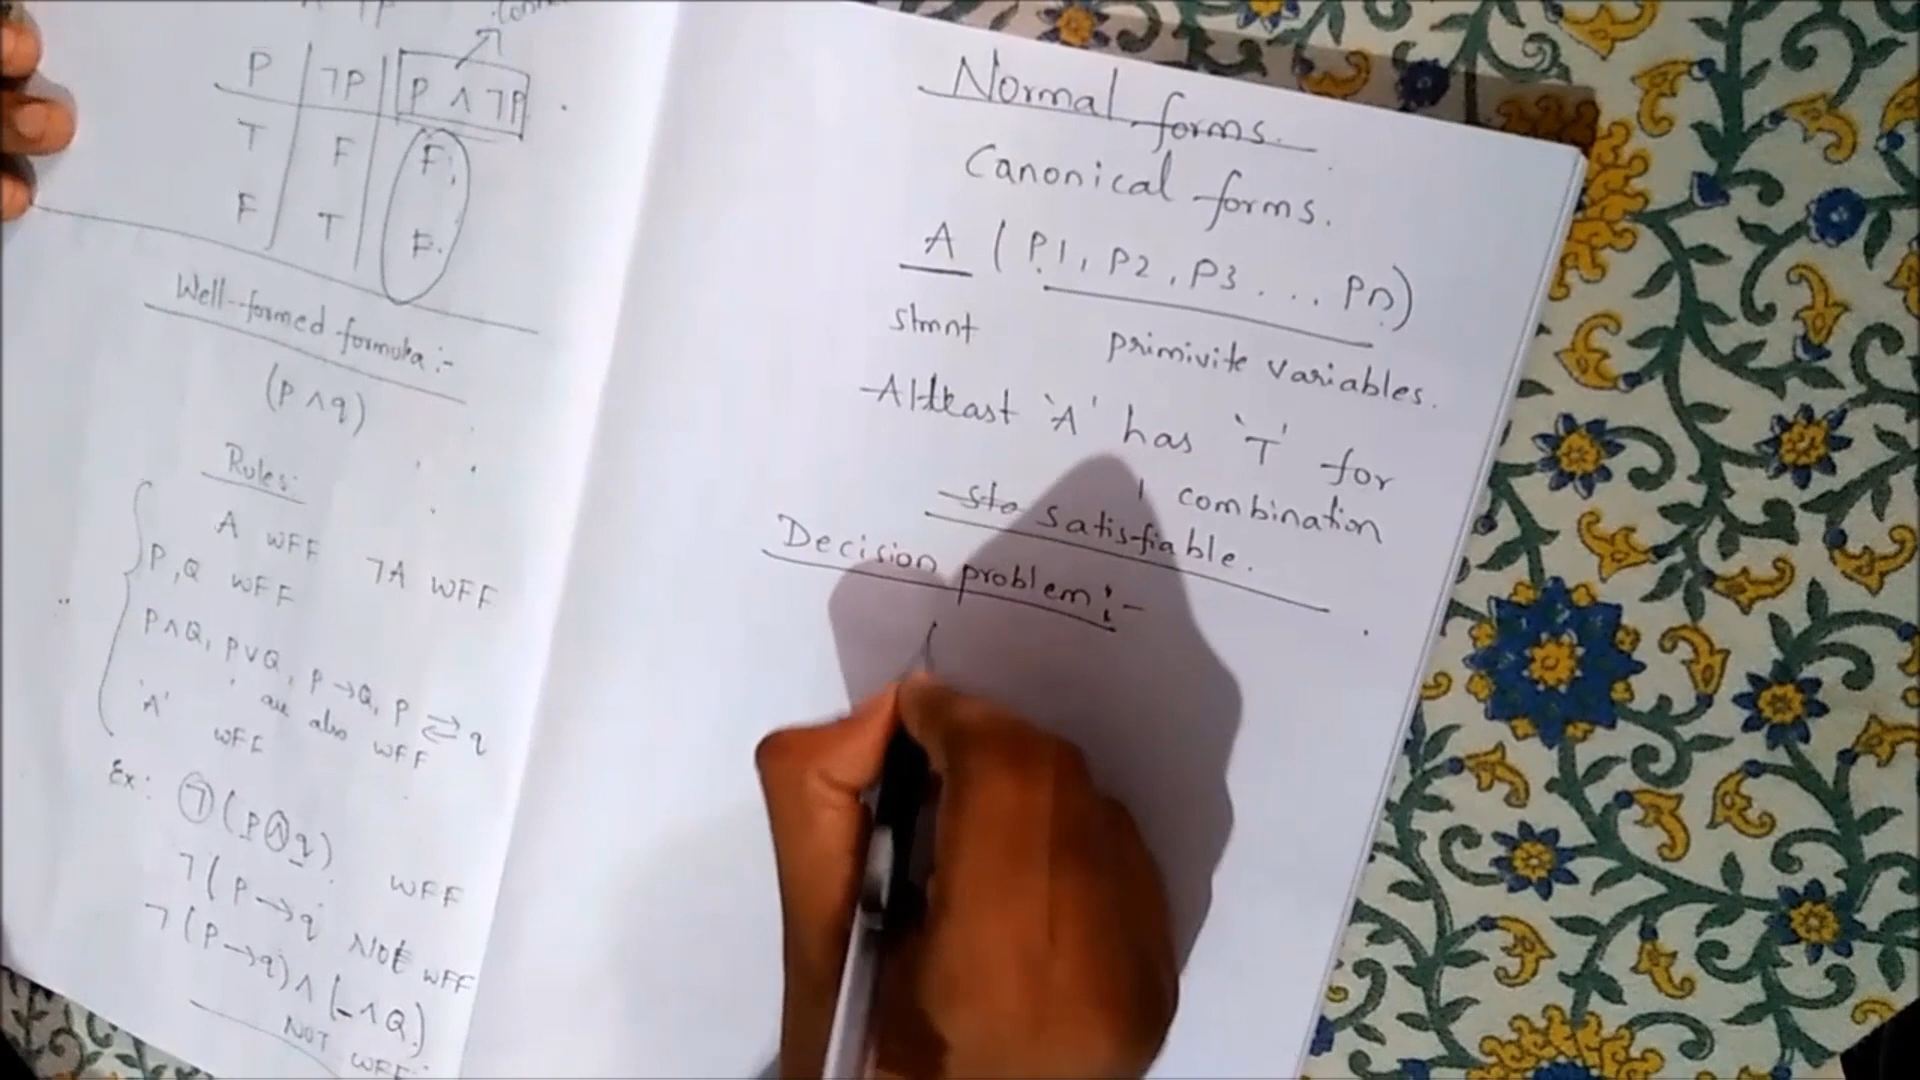 P ¬P P ∧ ¬P
T F F
F T F
Well-formed formula:-
(P ∧ q)
Rules:
A WFF ¬A WFF
P, Q WFF
P∧Q, P∨Q, P→Q, P ⇄ q
are also WFF
'A' WFF
Ex: ¬(P∧q) WFF
¬(P→q NOt WFF
¬(P→q) ∧ (-∧Q)
NOT WFF
Normal forms.
Canonical forms.
A (P1, P2, P3 ... Pn)
stmnt primivite variables.
Atleast 'A' has 'T' for
1 combination
satisfiable.
Decision problem:-